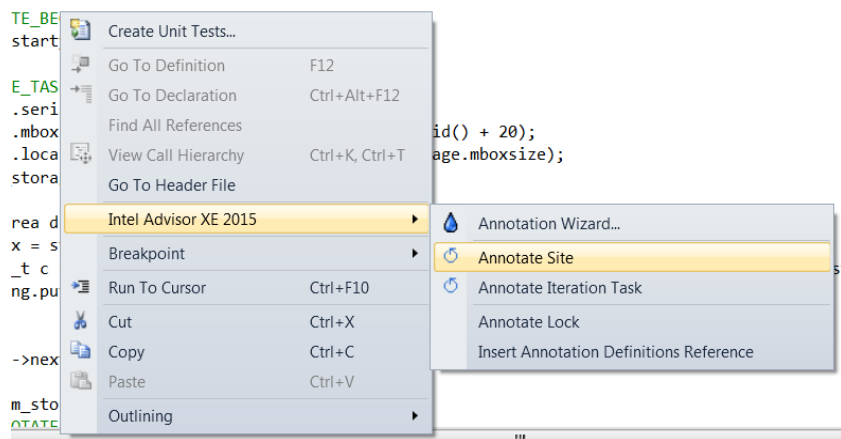 TE_BE
Create Unit Tests...
start
Go To Definition F12
E_TAS
Go To Declaration Ctrl+Alt+F12
.seri
Find All References
.mbox id() + 20);
.loca View Call Hierarchy Ctrl+K, Ctrl+T age.mboxsize);
stora
Go To Header File
rea d Intel Advisor XE 2015
Annotation Wizard...
x = s
Breakpoint
Annotate Site
_t c
ng.pu Run To Cursor Ctrl+F10
Annotate Iteration Task
Cut Ctrl+X
Annotate Lock
->nex Copy Ctrl+C
Insert Annotation Definitions Reference
Paste Ctrl+V
m_sto
Outlining